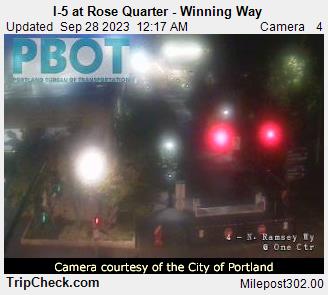 I-5 at Rose Quarter - Winning Way
Updated Sep 28 2023 12:17 AM Camera 4
PBOT
PORTLAND BUREAU OF TRANSPORTATION
4 - N. Ramsey Wy
@ One Ctr
Camera courtesy of the City of Portland
TripCheck.com Milepost302.00